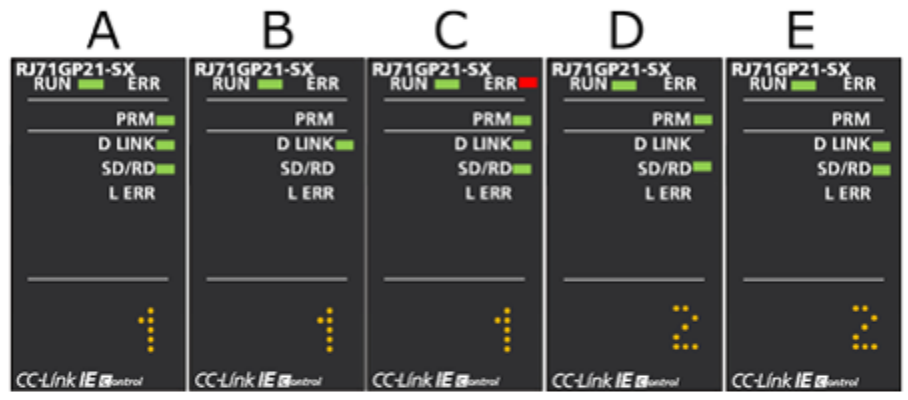 A B C D E
RJ71GP21-SX RJ71GP21-SX RJ71GP21-SX RJ71GP21-SX RJ71GP21-SX
RUN ERR RUN ERR RUN ERR RUN ERR RUN ERR
PRM PRM PRM PRM PRM
D LINK D LINK D LINK D LINK D LINK
SD/RD SD/RD SD/RD SD/RD SD/RD
L ERR L ERR L ERR L ERR L ERR
1 1 1 2 2
CC-Link IE Control CC-Link IE Control CC-Link IE Control CC-Link IE Control CC-Link IE Control